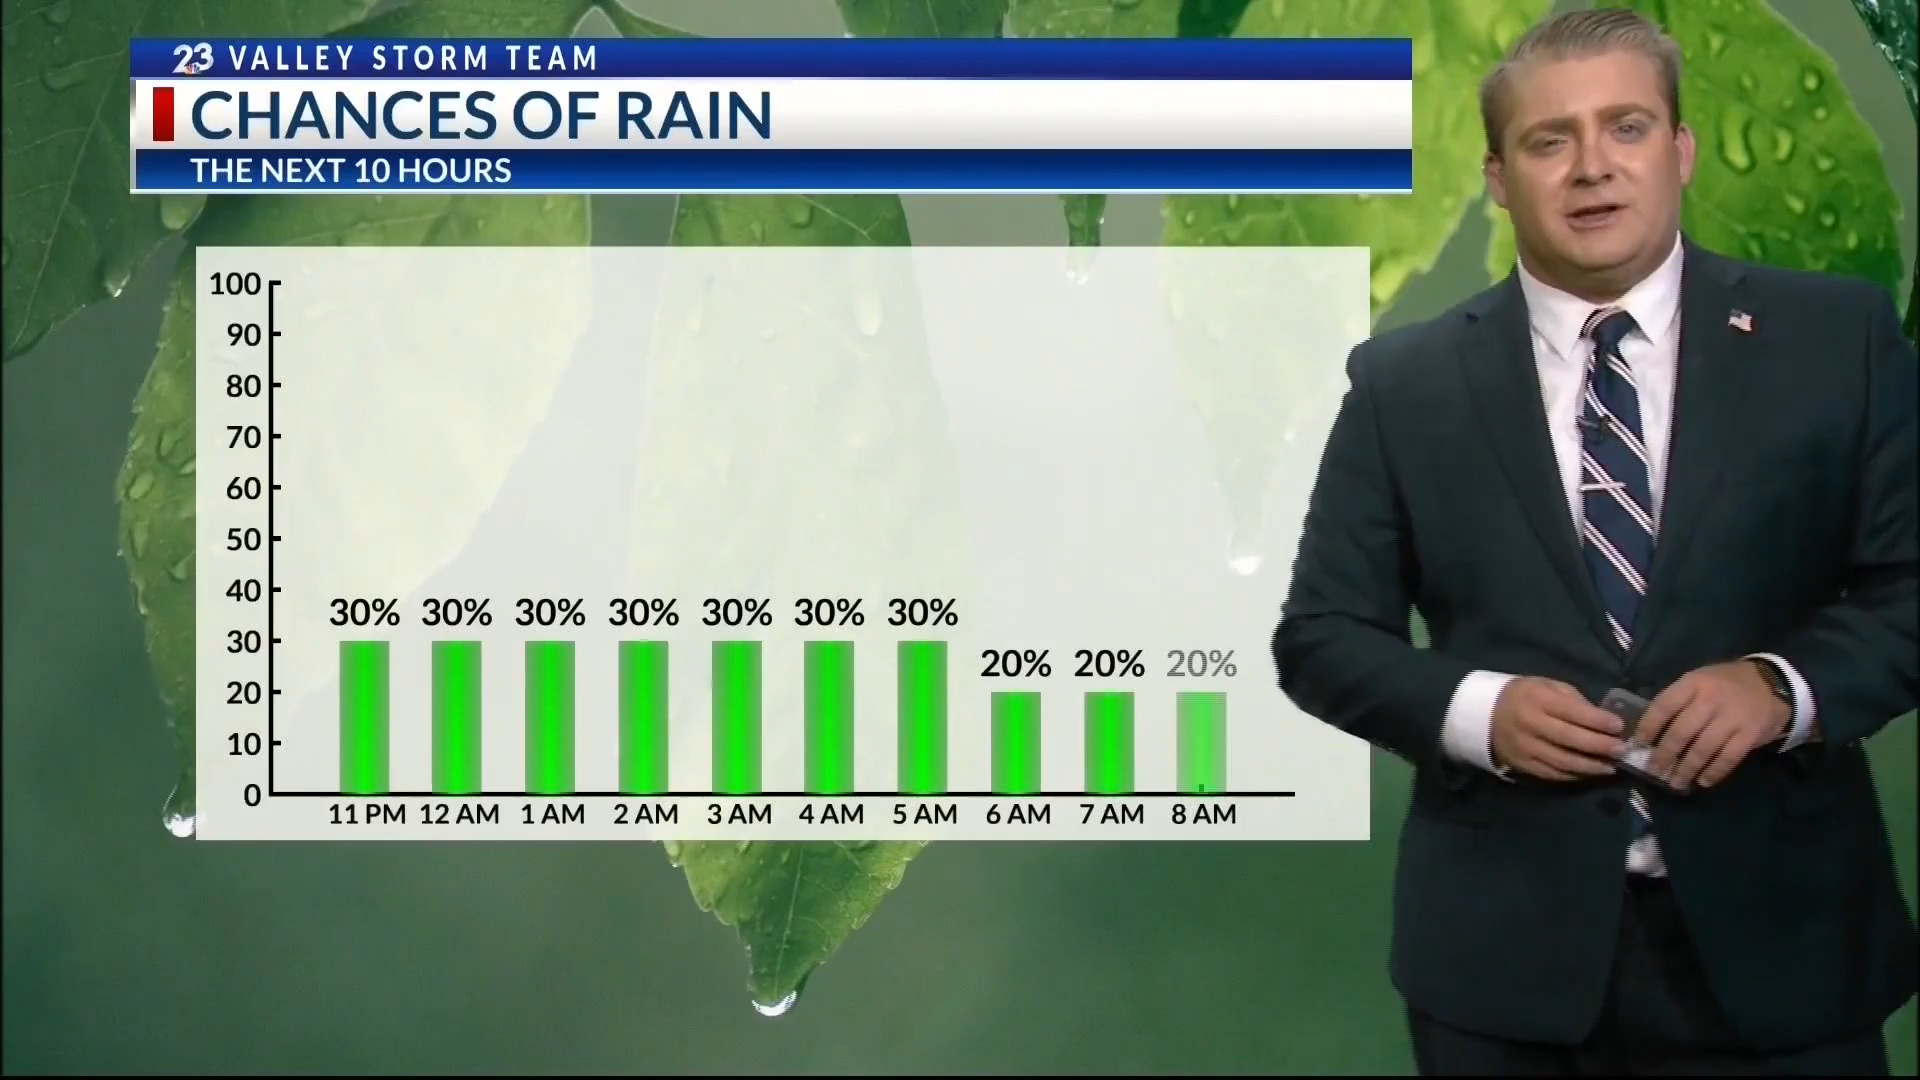 23 VALLEY STORM TEAM
CHANCES OF RAIN
THE NEXT 10 HOURS
100
90
80
70
60
50
40
30
20
10
0
30% 30% 30% 30% 30% 30% 30% 20% 20% 20%
11 PM 12 AM 1 AM 2 AM 3 AM 4 AM 5 AM 6 AM 7 AM 8 AM